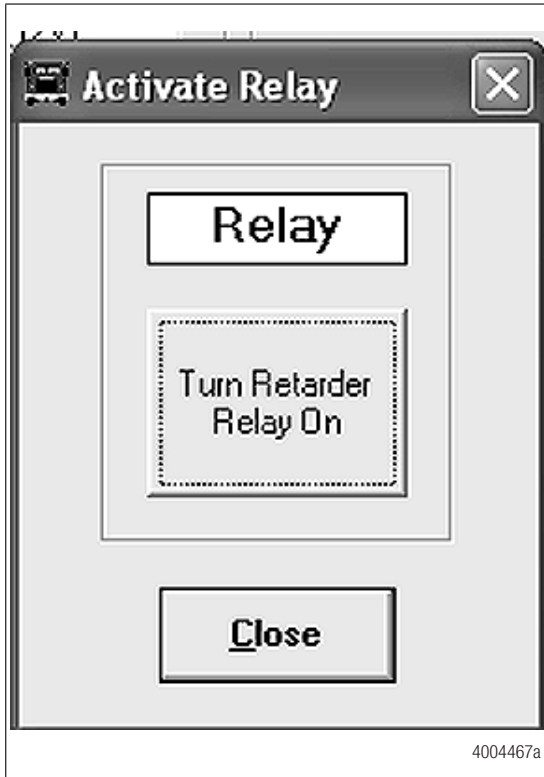 Activate Relay
Relay
Turn Retarder
Relay On
Close
4004467a